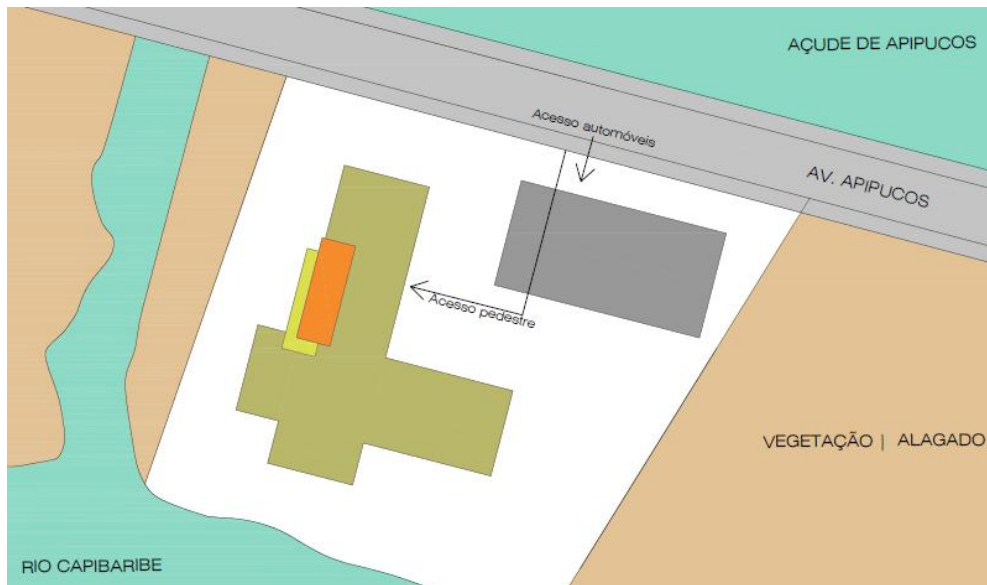 AÇUDE DE APIPUCOS
Acesso automóveis
AV. APIPUCOS
Acesso pedestre
VEGETAÇÃO | ALAGADO
RIO CAPIBARIBE